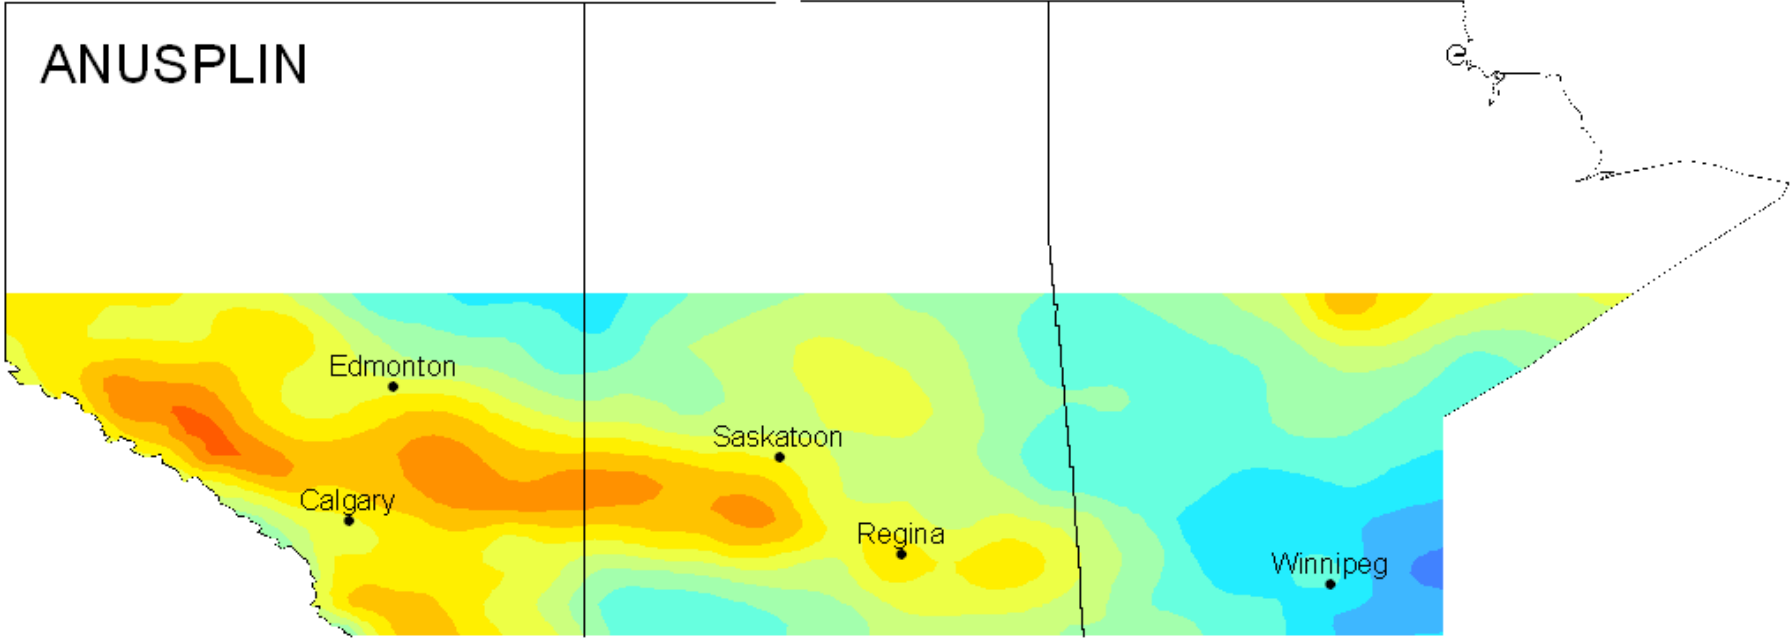 ANUSPLIN
Edmonton
Saskatoon
Calgary
Regina
Winnipeg